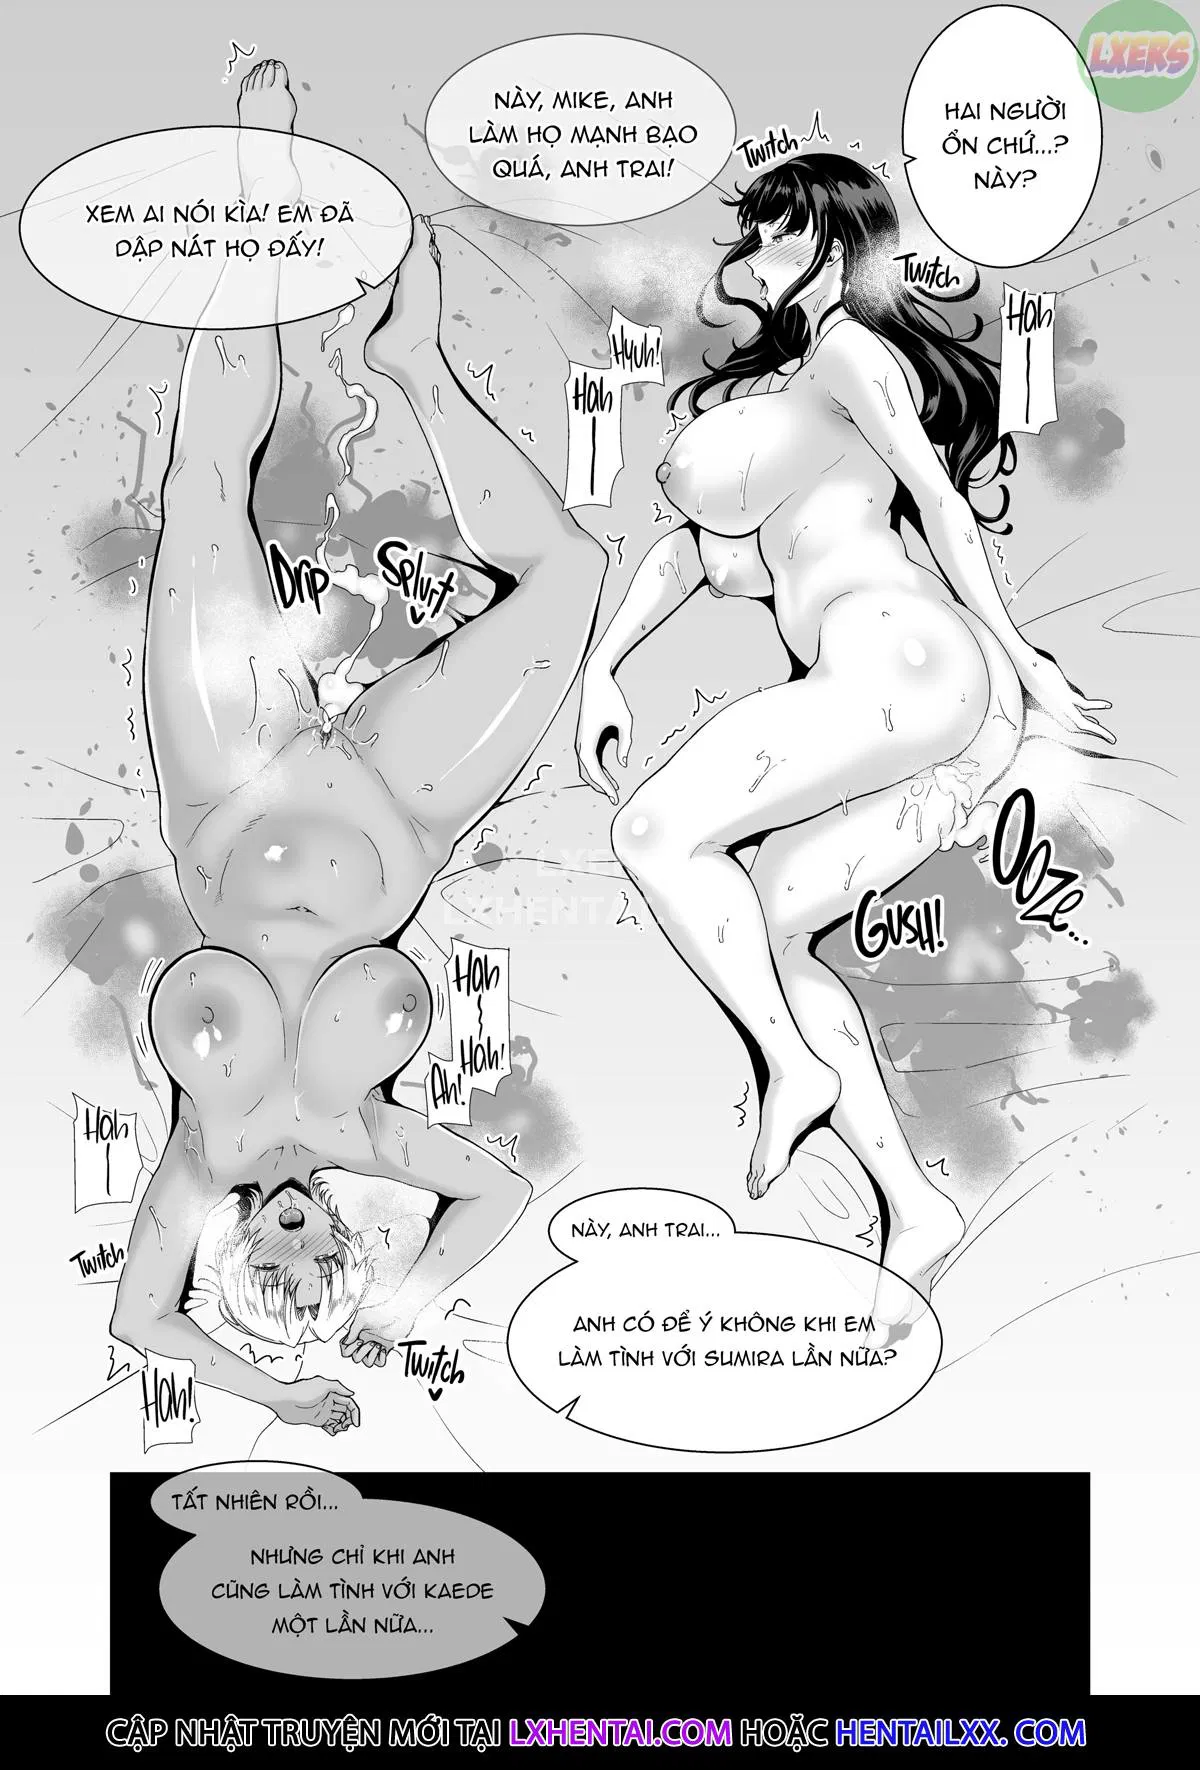 LXERS
HAI NGƯỜI
ỔN CHỨ...?
NÀY?
NÀY, MIKE, ANH
LÀM HỌ MẠNH BẠO
QUÁ, ANH TRAI!
XEM AI NÓI KÌA! EM ĐÃ
DẬP NÁT HỌ ĐẤY!
TWITCH
TWITCH
HAH
HYUH!
HAH
DRIP
SPLURT
OOZE...
GUSH!
LXERS
LXHENTAI.C
HAH
HAH!
AH!
HAH
TWITCH
TWITCH
HAH!
NÀY, ANH TRAI...
ANH CÓ ĐỂ Ý KHÔNG KHI EM
LÀM TÌNH VỚI SUMIRA LẦN NỮA?
TẤT NHIÊN RỒI...
NHƯNG CHỈ KHI ANH
CŨNG LÀM TÌNH VỚI KAEDE
MỘT LẦN NỮA...
CẬP NHẬT TRUYỆN MỚI TẠI LXHENTAI.COM HOẶC HENTAILXX. COM